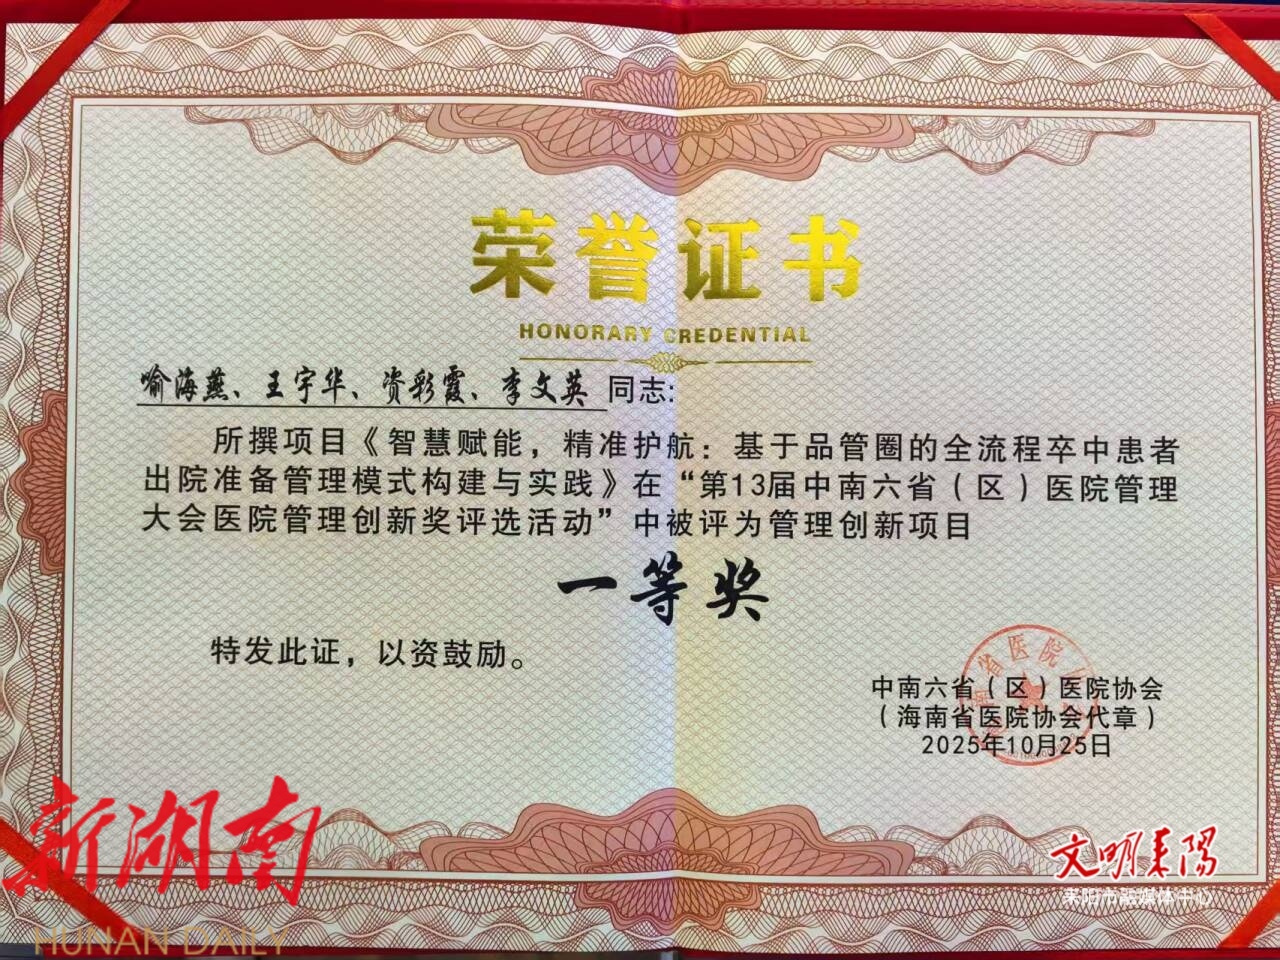 荣誉证书
HONORARY CREDENTIAL
喻海燕、王宇华、资彩霞、李文英 同志:
所撰项目《智慧赋能，精准护航：基于品管圈的全流程卒中患者
出院准备管理模式构建与实践》在“第13届中南六省（区）医院管理
大会医院管理创新奖评选活动”中被评为管理创新项目
一等奖
特发此证，以资鼓励。
中南六省（区）医院协会
（海南省医院协会代章）
2025年10月25日
新湖南
HUNAN DAILY
文明耒阳
耒阳市融媒体中心